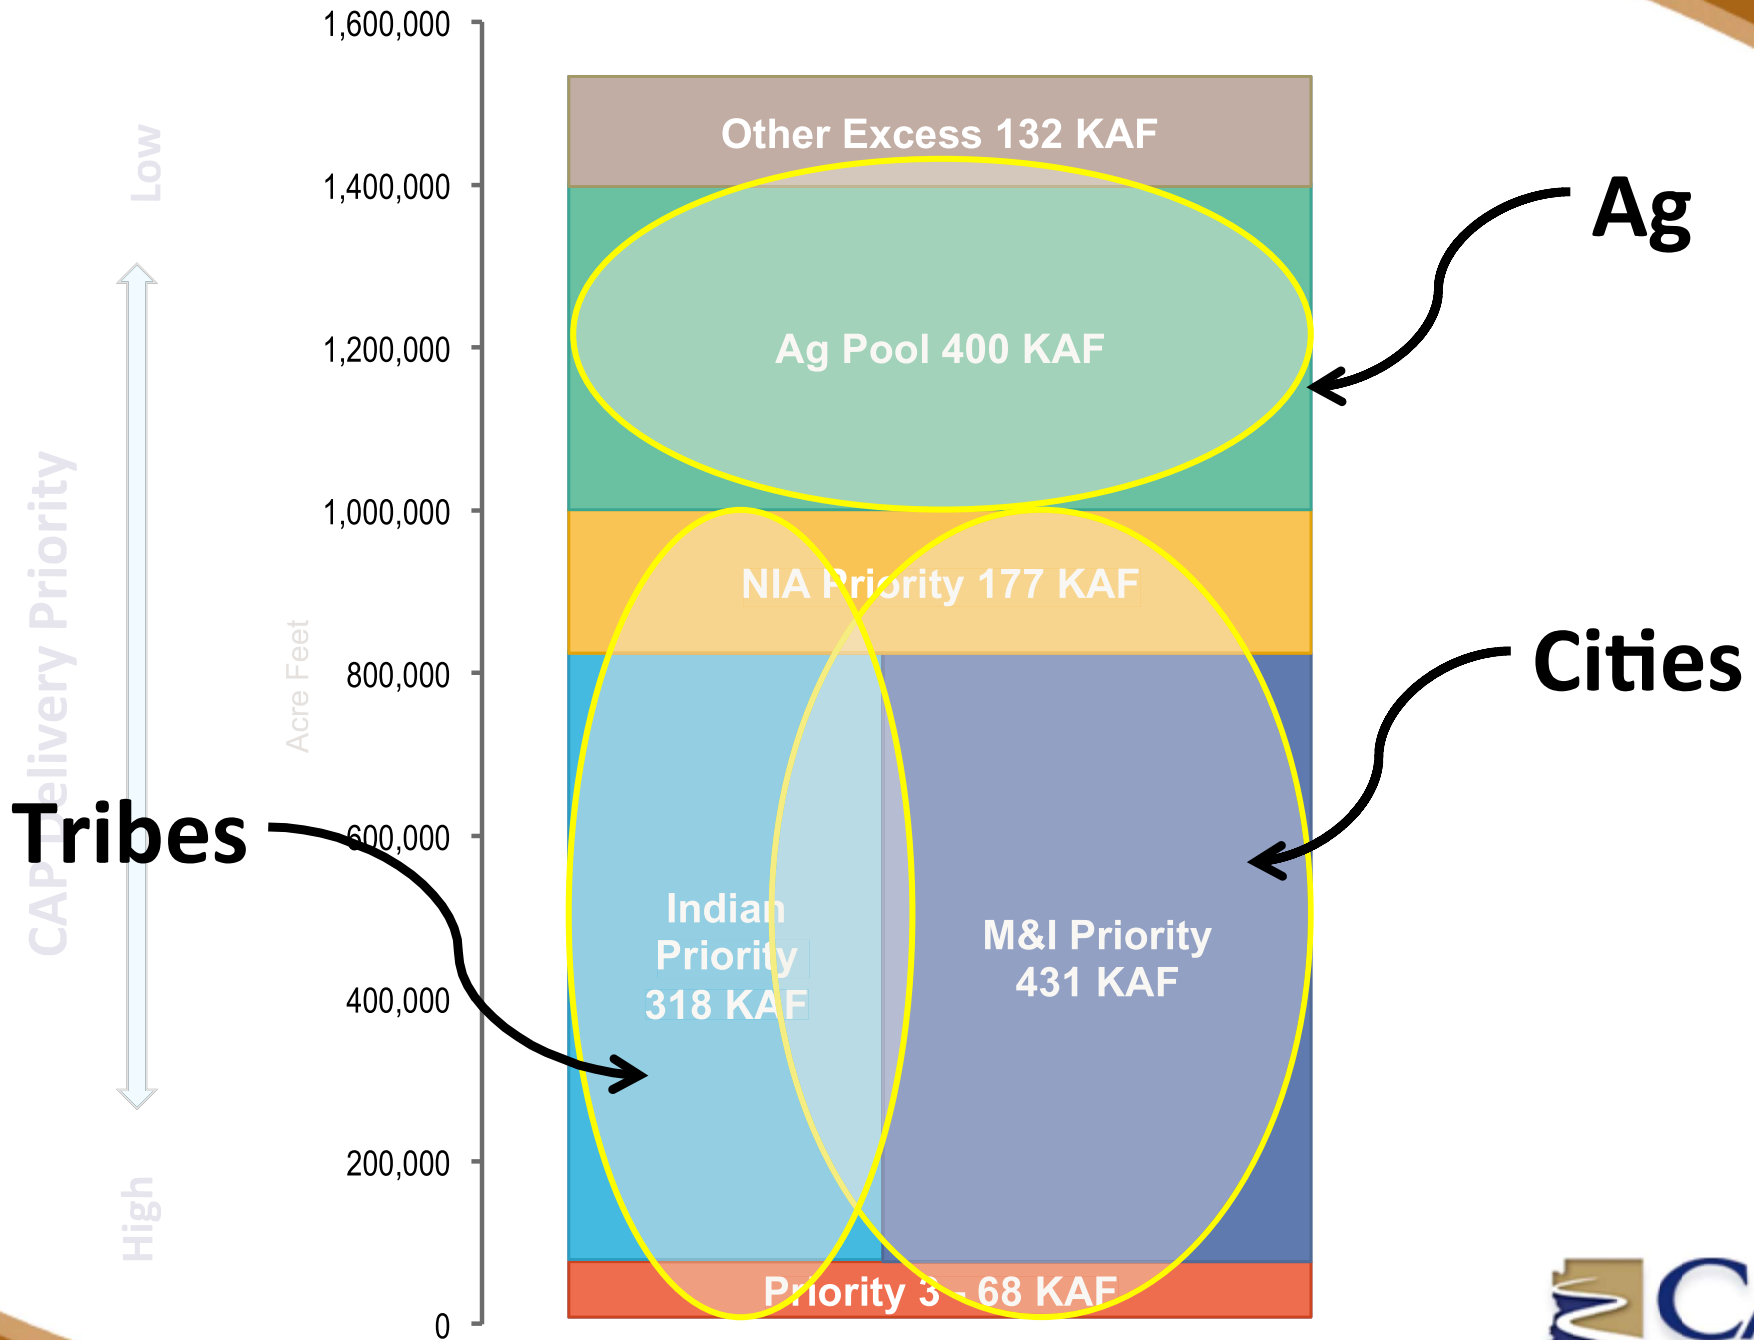 1,600,000
Other Excess 132 KAF
Low
1,400,000
Ag
Ag Pool 400 KAF
1,200,000
1,000,000
NIA Priority 177 KAF
CAP Delivery Priority
Acre Feet
800,000
Cities
Tribes
600,000
Indian
Priority
318 KAF
M&I Priority
431 KAF
400,000
200,000
High
Priority 3 - 68 KAF
0